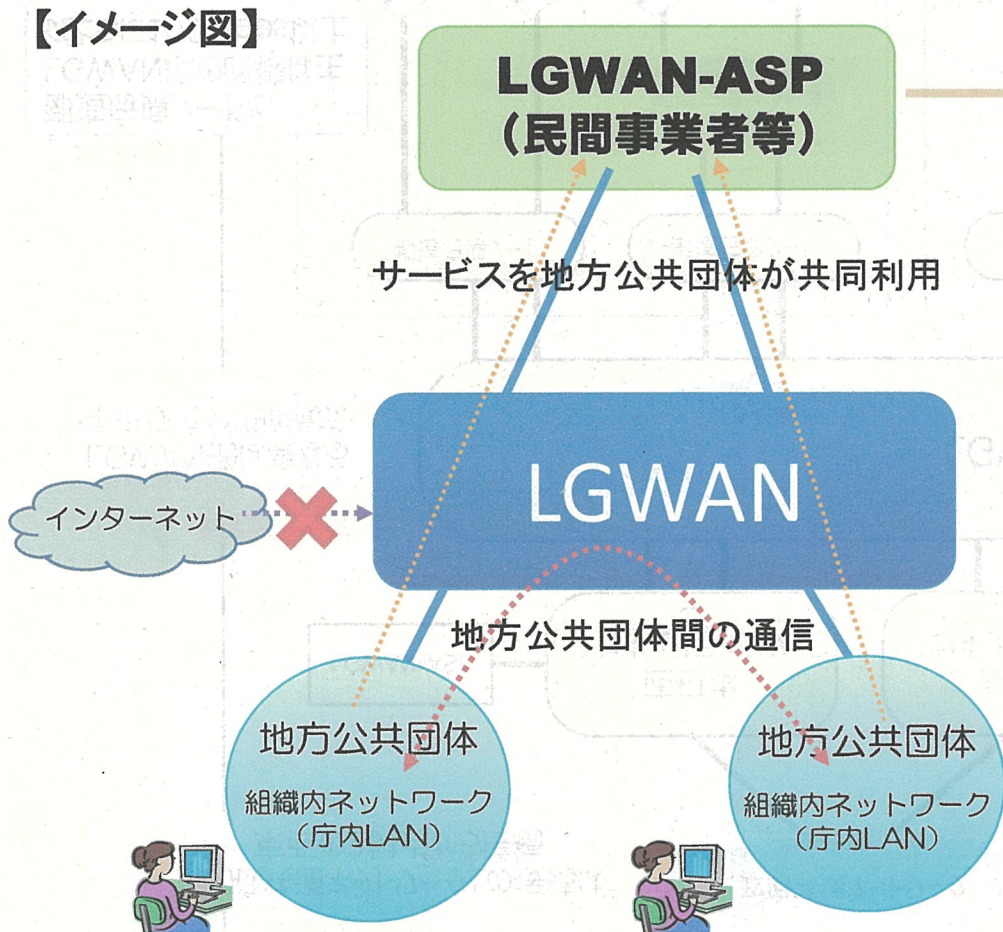 【イメージ図】
LGWAN-ASP
（民間事業者等）
サービスを地方公共団体が共同利用
LGWAN
インターネット
地方公共団体間の通信
地方公共団体
組織内ネットワーク
（庁内LAN）
地方公共団体
組織内ネットワーク
（庁内LAN）